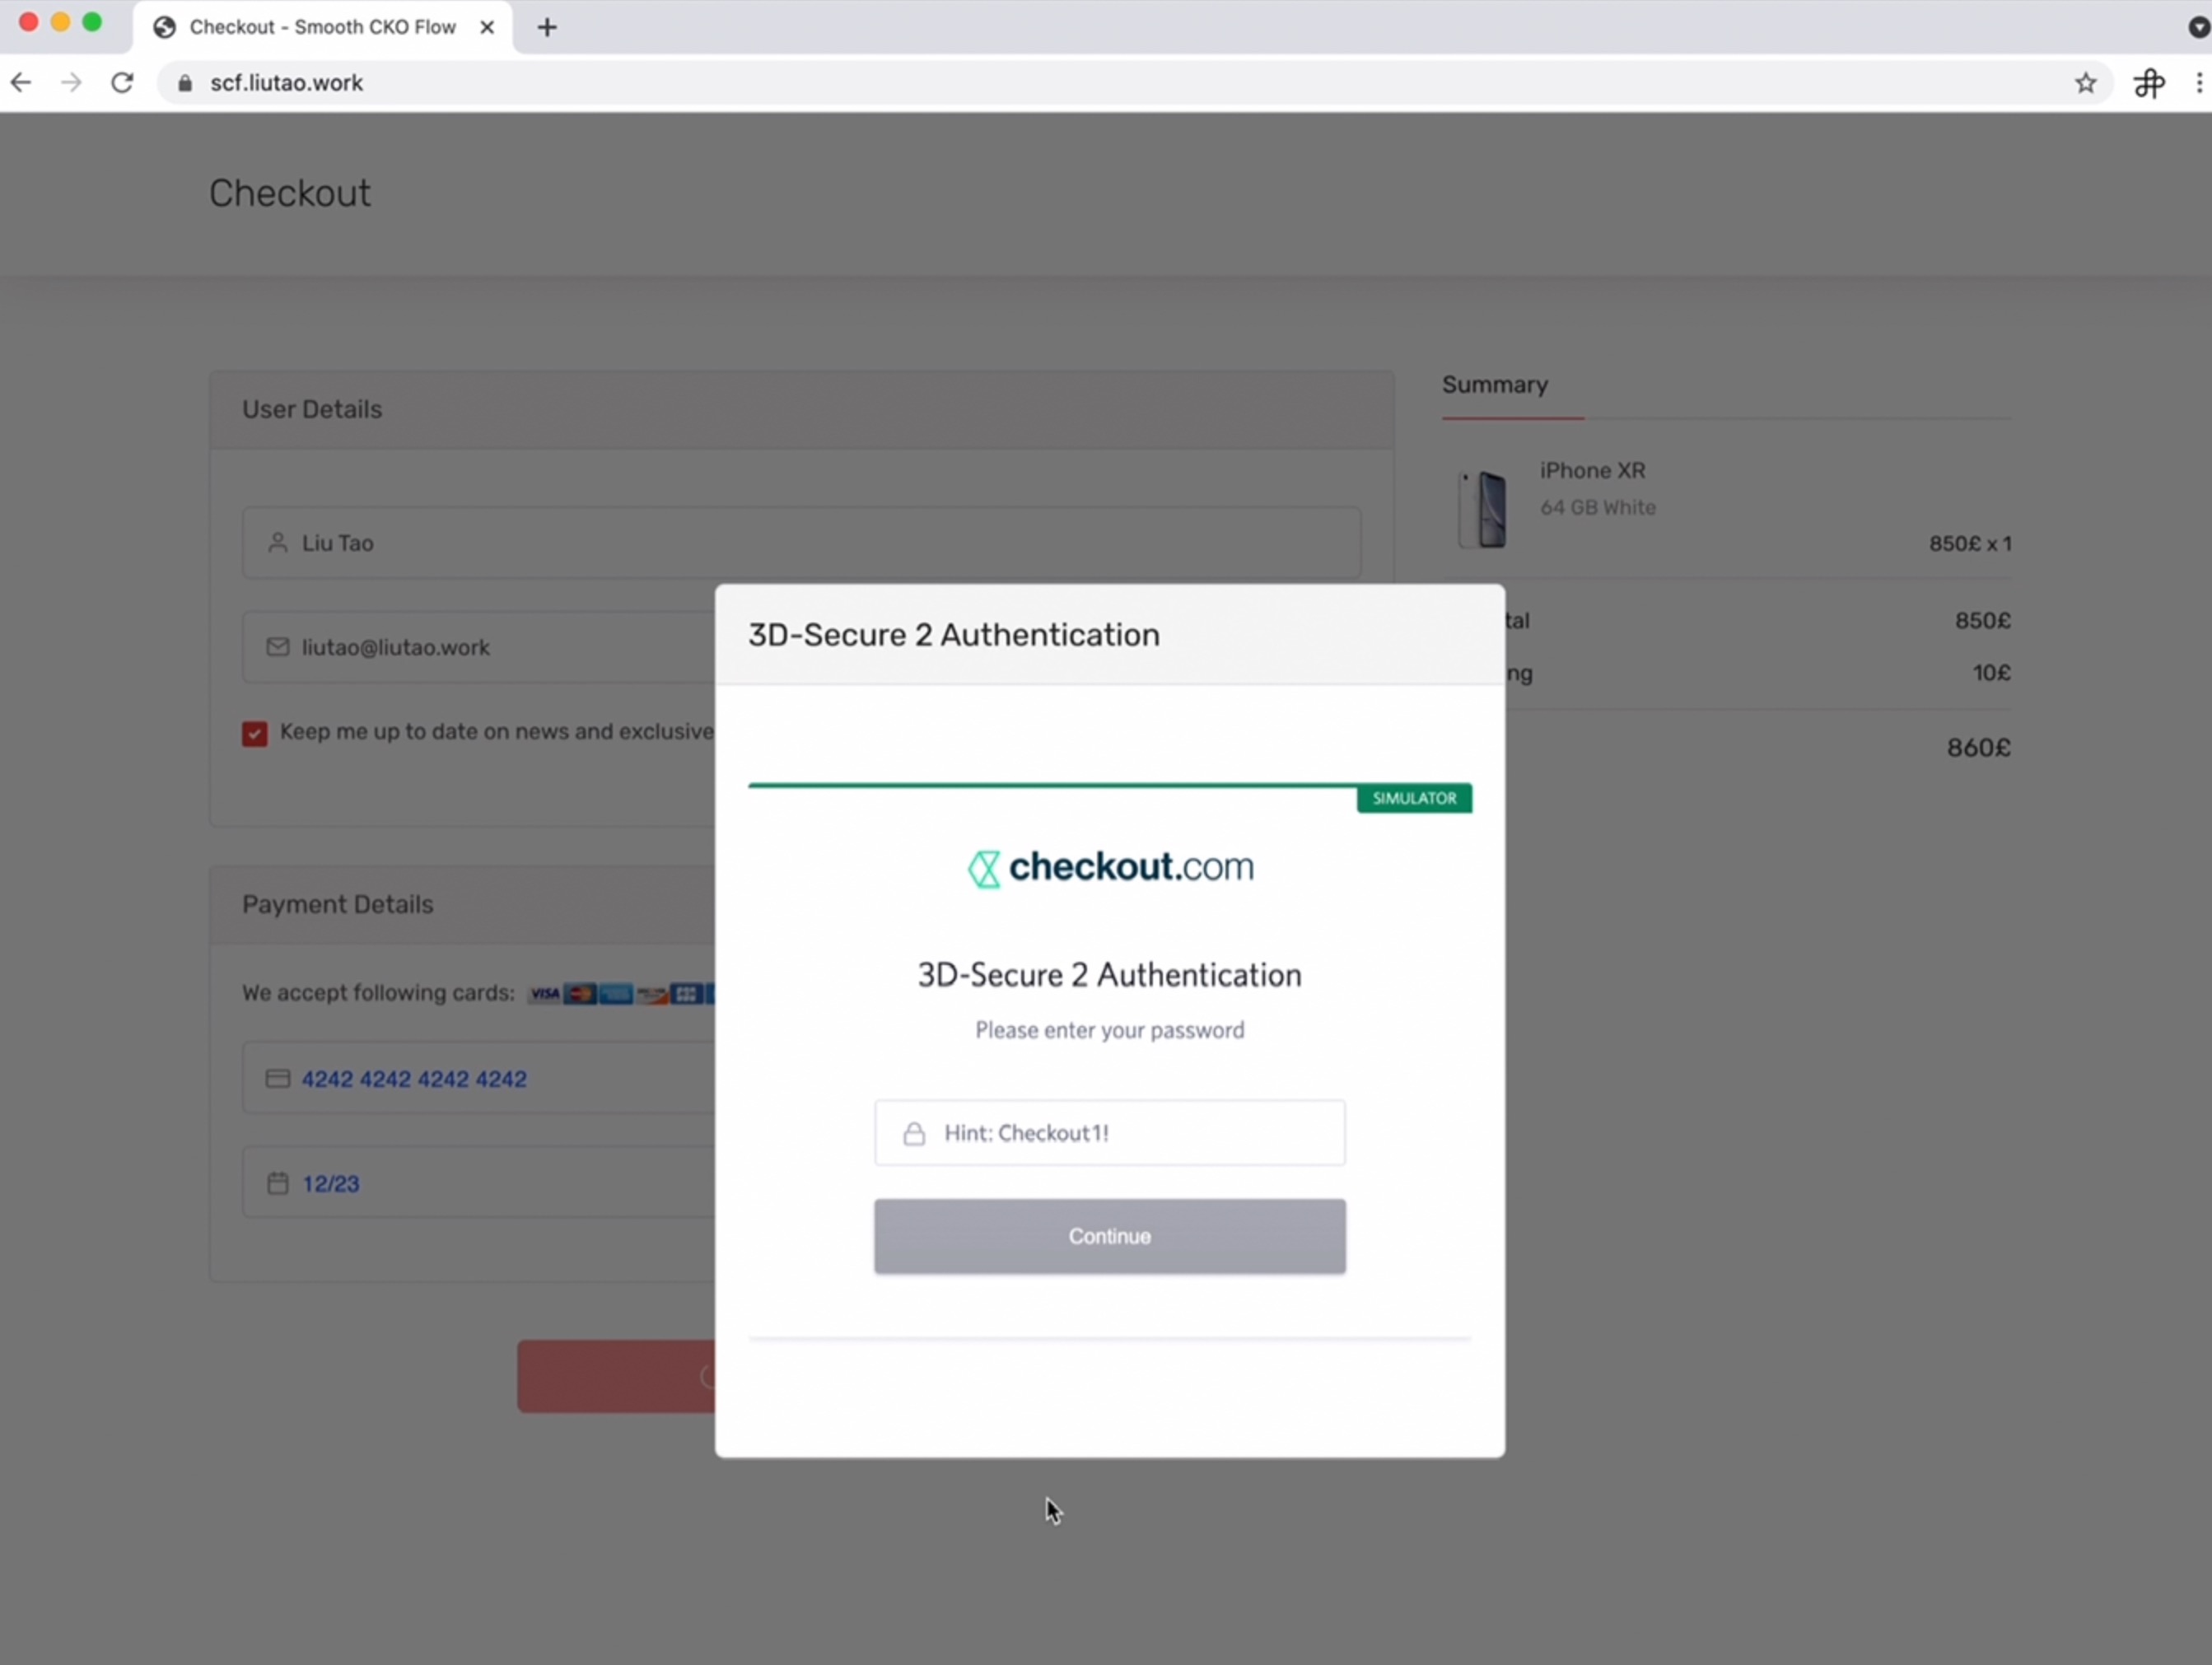 Checkout - Smooth CKO Flow
scf.liutao.work
Checkout
User Details
Liu Tao
liutao@liutao.work
Keep me up to date on news and exclusive
Payment Details
We accept following cards: VISA
4242 4242 4242 4242
12/23
Summary
iPhone XR
64 GB White
850£ x 1
tal 850£
ng 10£
860£
3D-Secure 2 Authentication
SIMULATOR
checkout.com
3D-Secure 2 Authentication
Please enter your password
Hint: Checkout1!
Continue